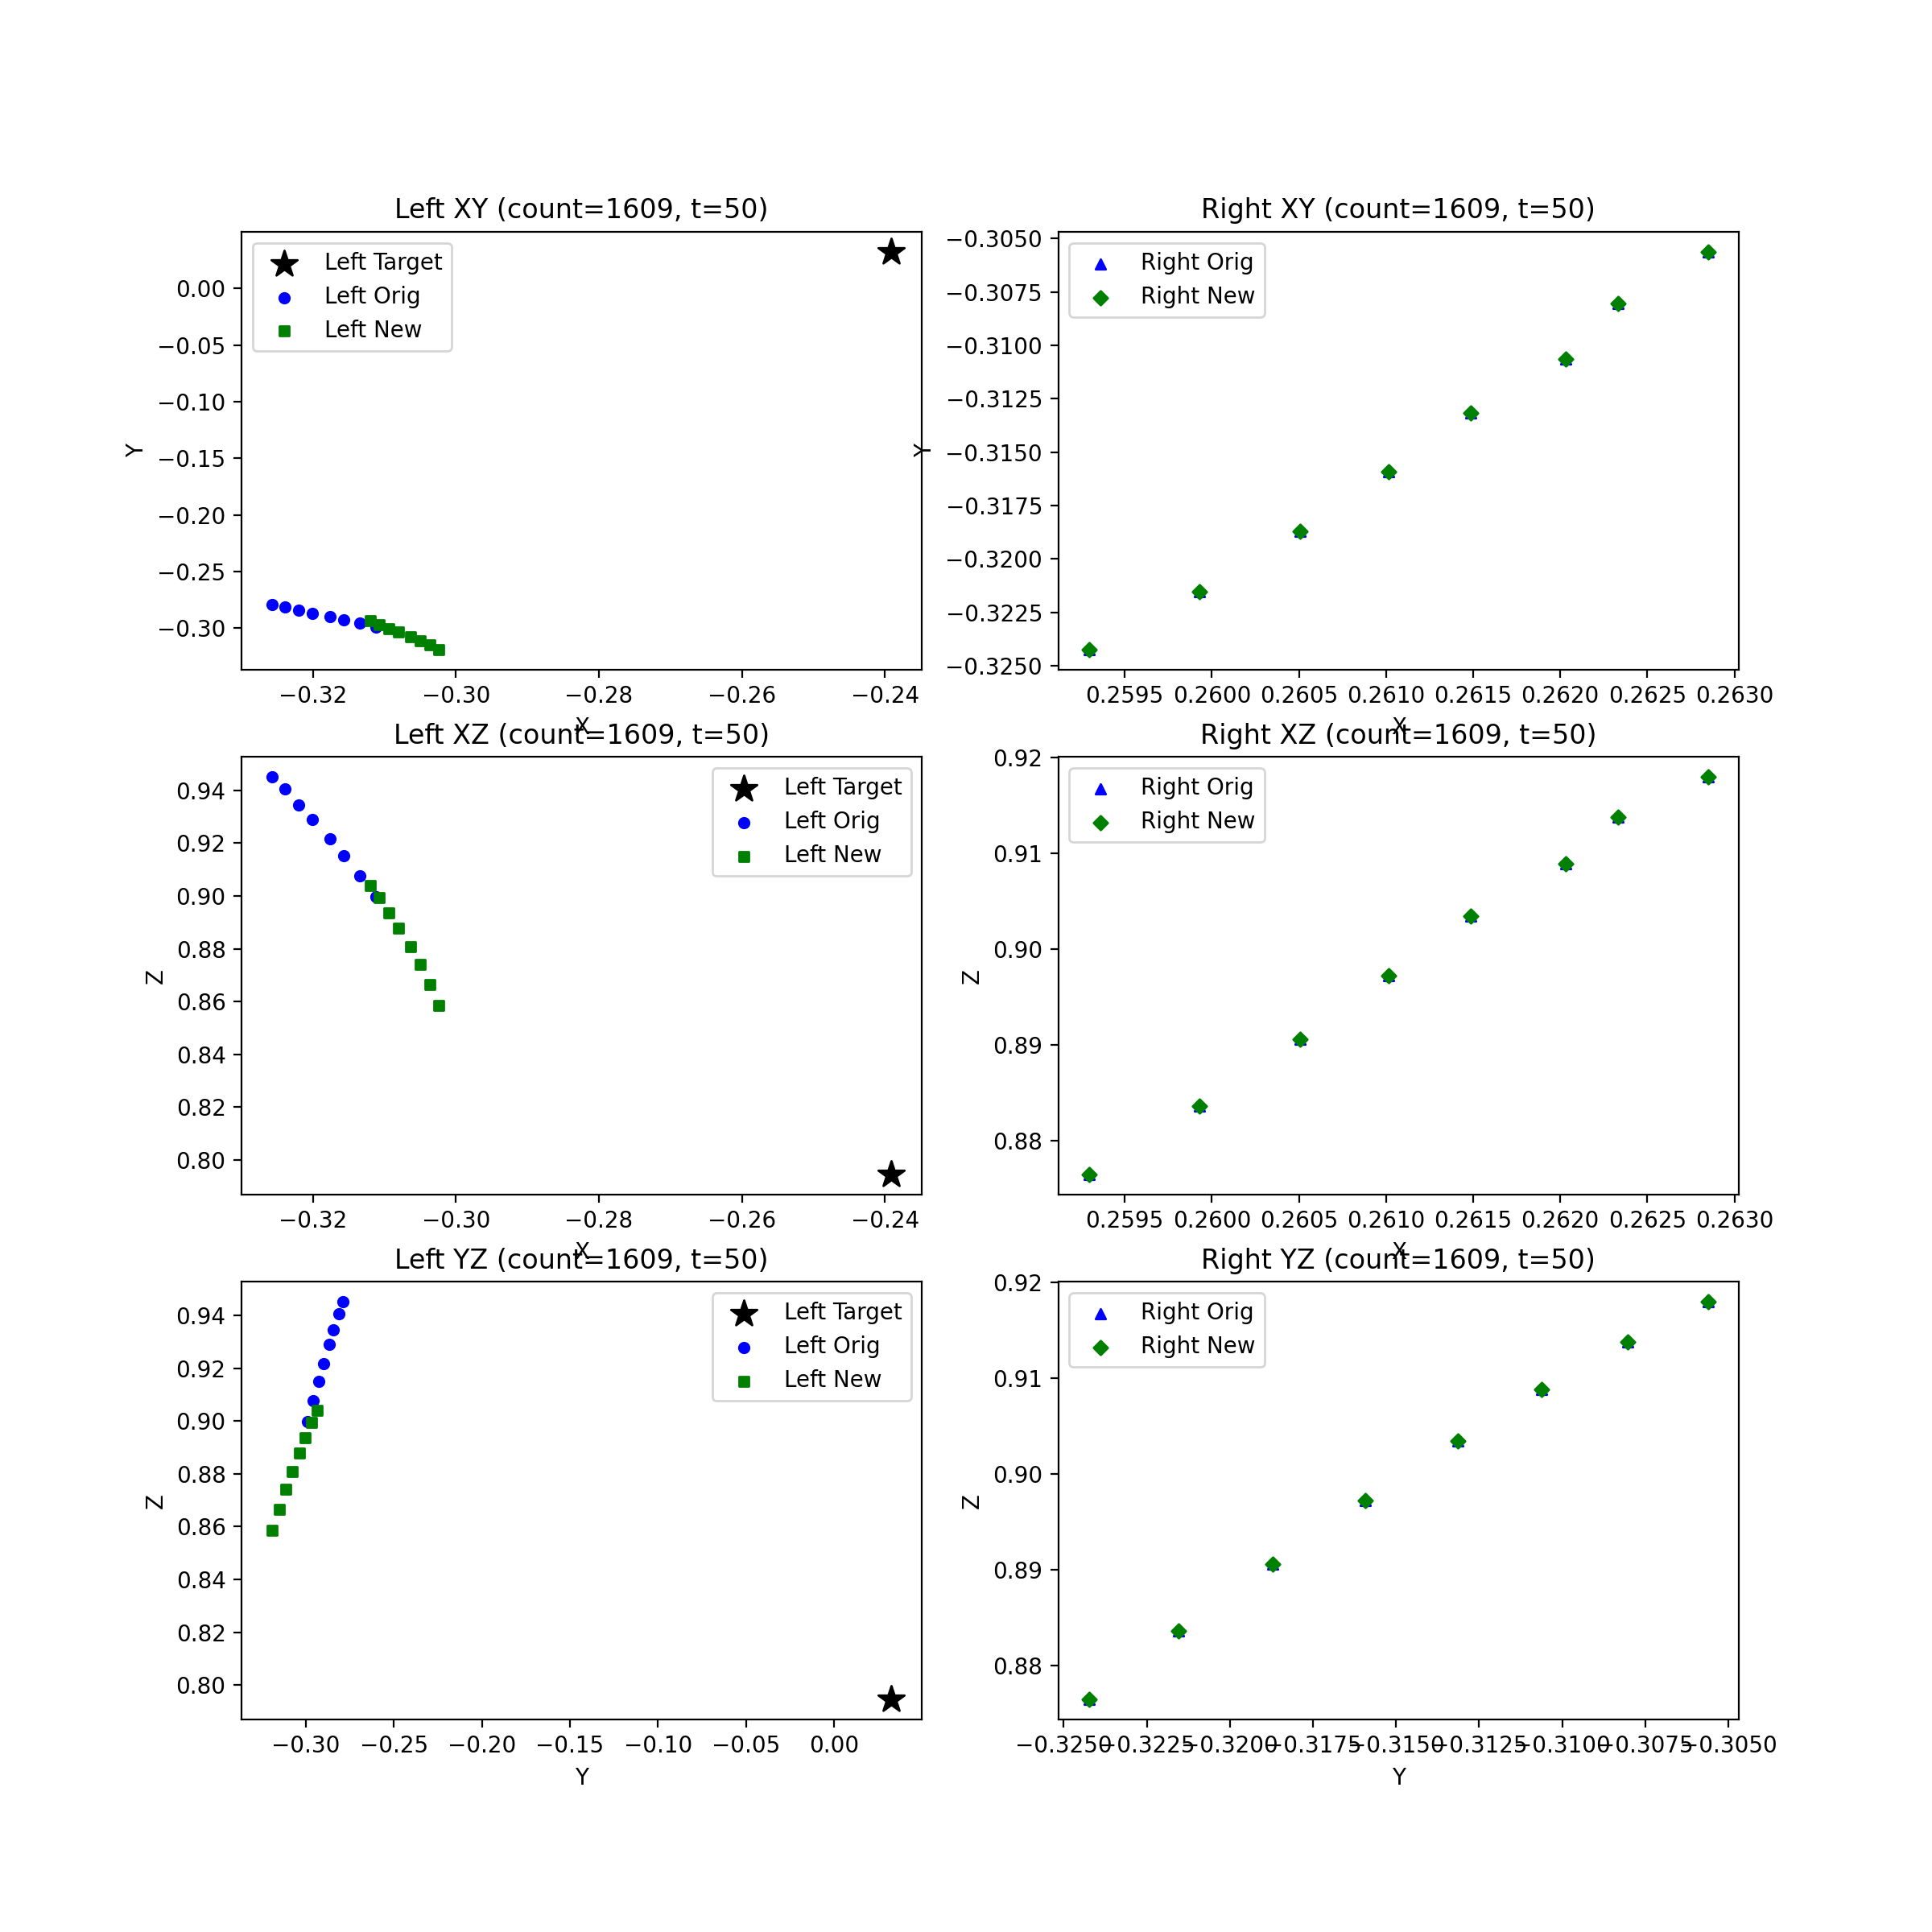 Left XY (count=1609, t=50)
Left Target
Left Orig
Left New
0.00
−0.05
−0.10
−0.15
−0.20
−0.25
−0.30
Y
−0.32 −0.30 −0.28 −0.26 −0.24
X
Right XY (count=1609, t=50)
Right Orig
Right New
−0.3050
−0.3075
−0.3100
−0.3125
−0.3150
−0.3175
−0.3200
−0.3225
−0.3250
Y
0.2595 0.2600 0.2605 0.2610 0.2615 0.2620 0.2625 0.2630
X
Left XZ (count=1609, t=50)
Left Target
Left Orig
Left New
0.94
0.92
0.90
0.88
0.86
0.84
0.82
0.80
Z
−0.32 −0.30 −0.28 −0.26 −0.24
X
Right XZ (count=1609, t=50)
Right Orig
Right New
0.92
0.91
0.90
0.89
0.88
Z
0.2595 0.2600 0.2605 0.2610 0.2615 0.2620 0.2625 0.2630
X
Left YZ (count=1609, t=50)
Left Target
Left Orig
Left New
0.94
0.92
0.90
0.88
0.86
0.84
0.82
0.80
Z
−0.30 −0.25 −0.20 −0.15 −0.10 −0.05 0.00
Y
Right YZ (count=1609, t=50)
Right Orig
Right New
0.92
0.91
0.90
0.89
0.88
Z
−0.3250 −0.3225 −0.3200 −0.3175 −0.3150 −0.3125 −0.3100 −0.3075 −0.3050
Y